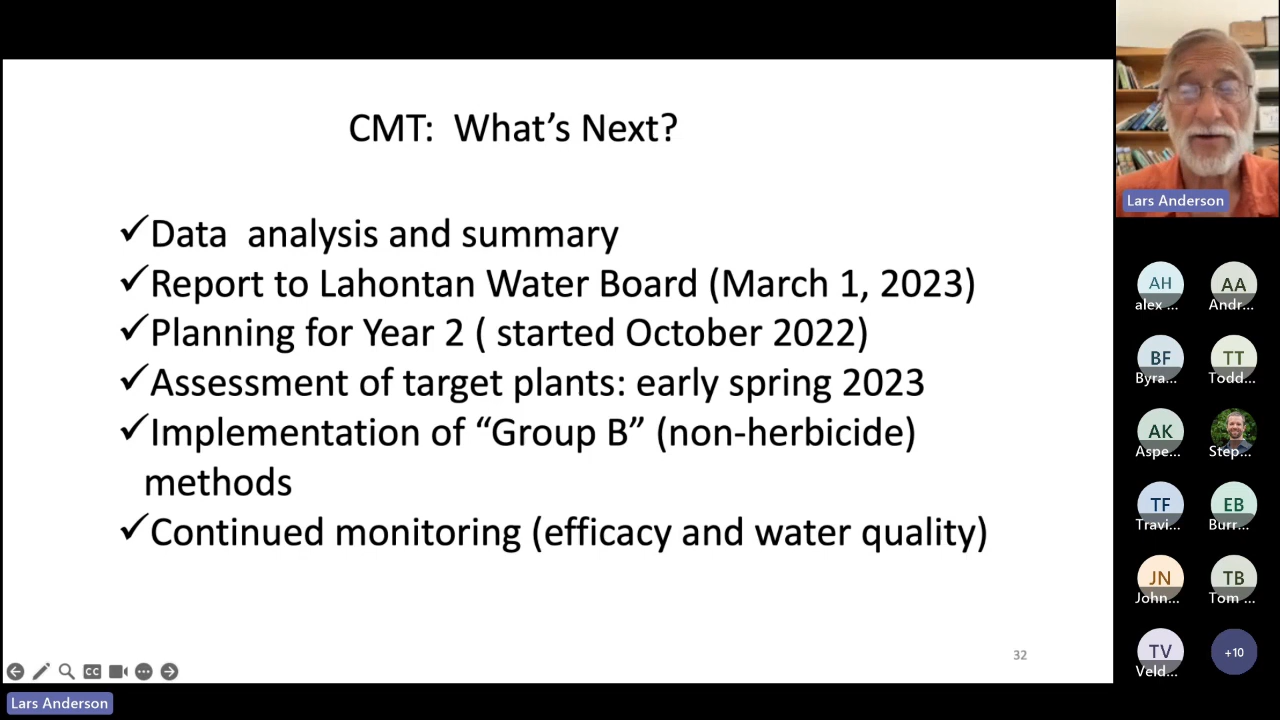 CMT:  What's Next?
✓Data  analysis and summary
✓Report to Lahontan Water Board (March 1, 2023)
✓Planning for Year 2 ( started October 2022)
✓Assessment of target plants: early spring 2023
✓Implementation of “Group B” (non-herbicide)
methods
✓Continued monitoring (efficacy and water quality)
32
CC
Lars Anderson
Lars Anderson
AH
alex ...
AA
Andr...
BF
Byra...
TT
Todd...
AK
Aspe...
Step...
TF
Travi...
EB
Burr...
JN
John...
TB
Tom ...
TV
Veld...
+10